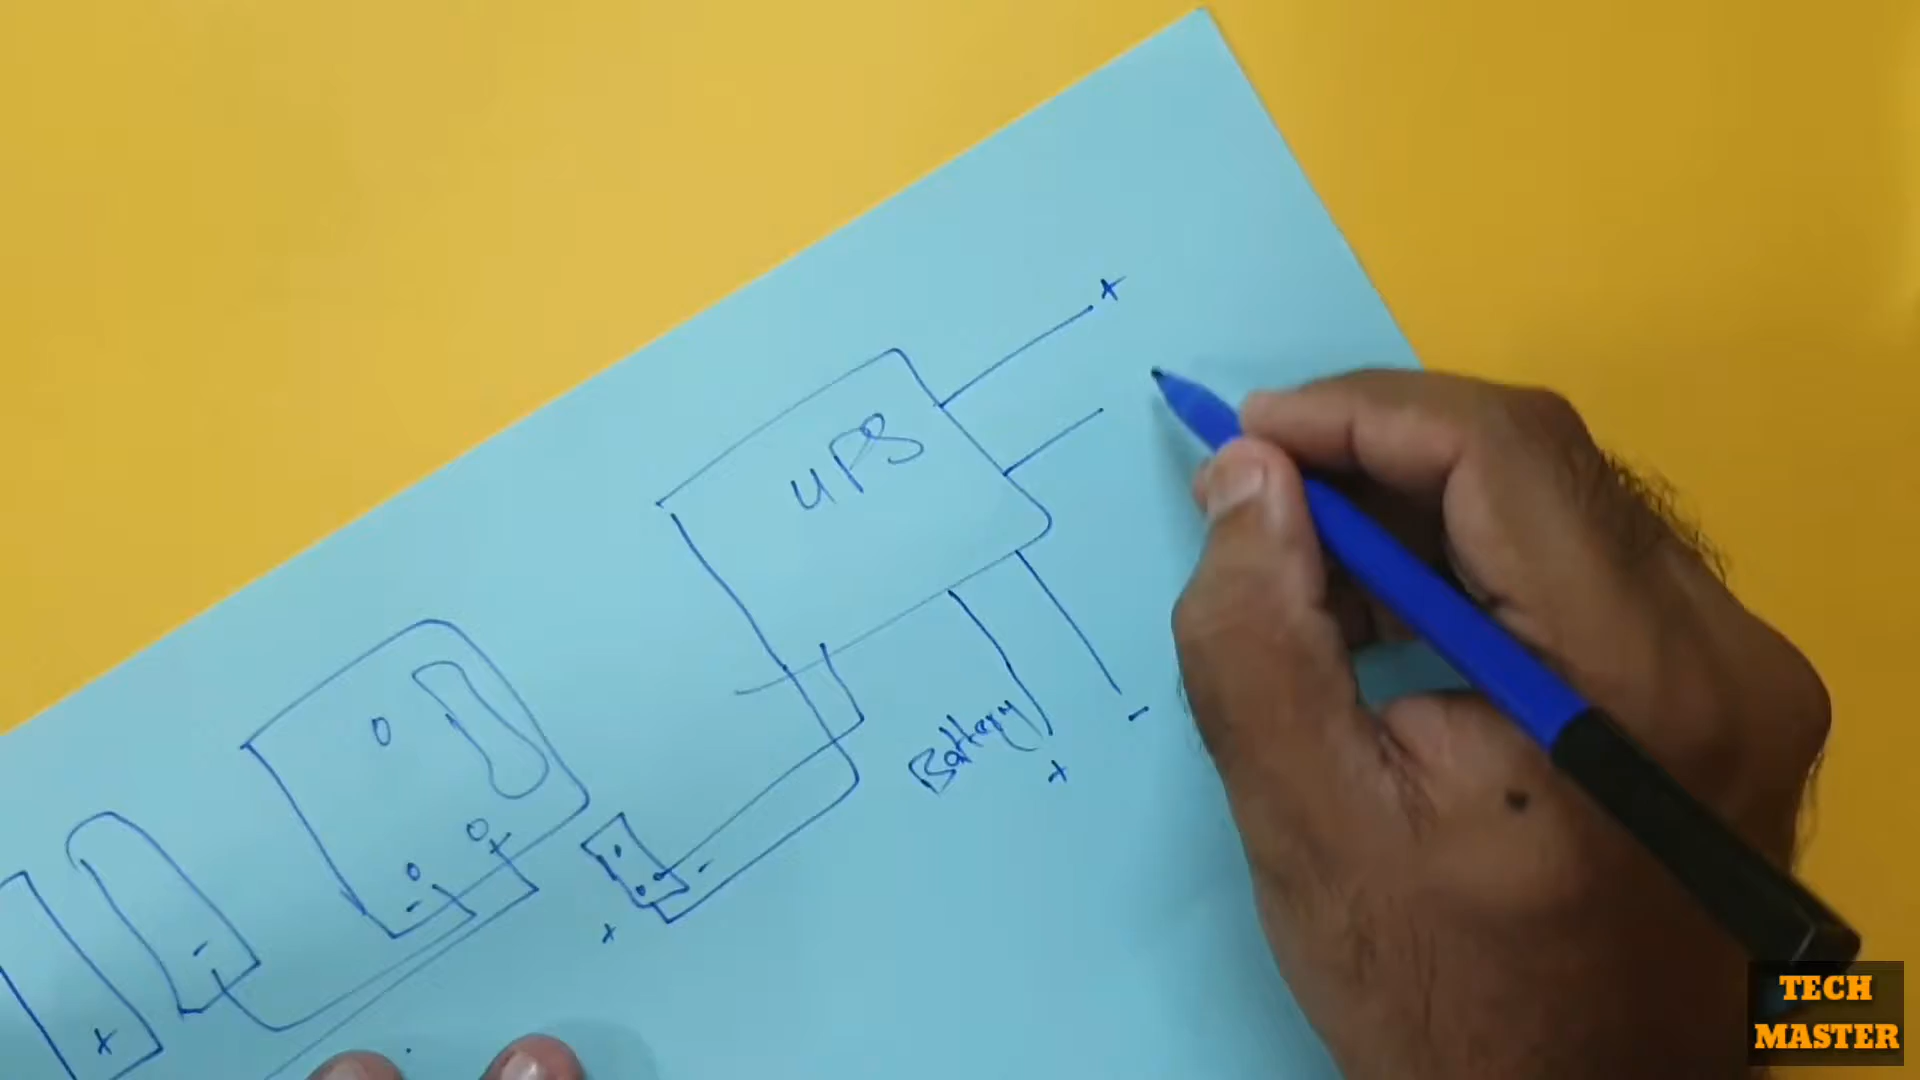 +
UPS
Battery
+
-
-
+
-
+
-
+
TECH
MASTER